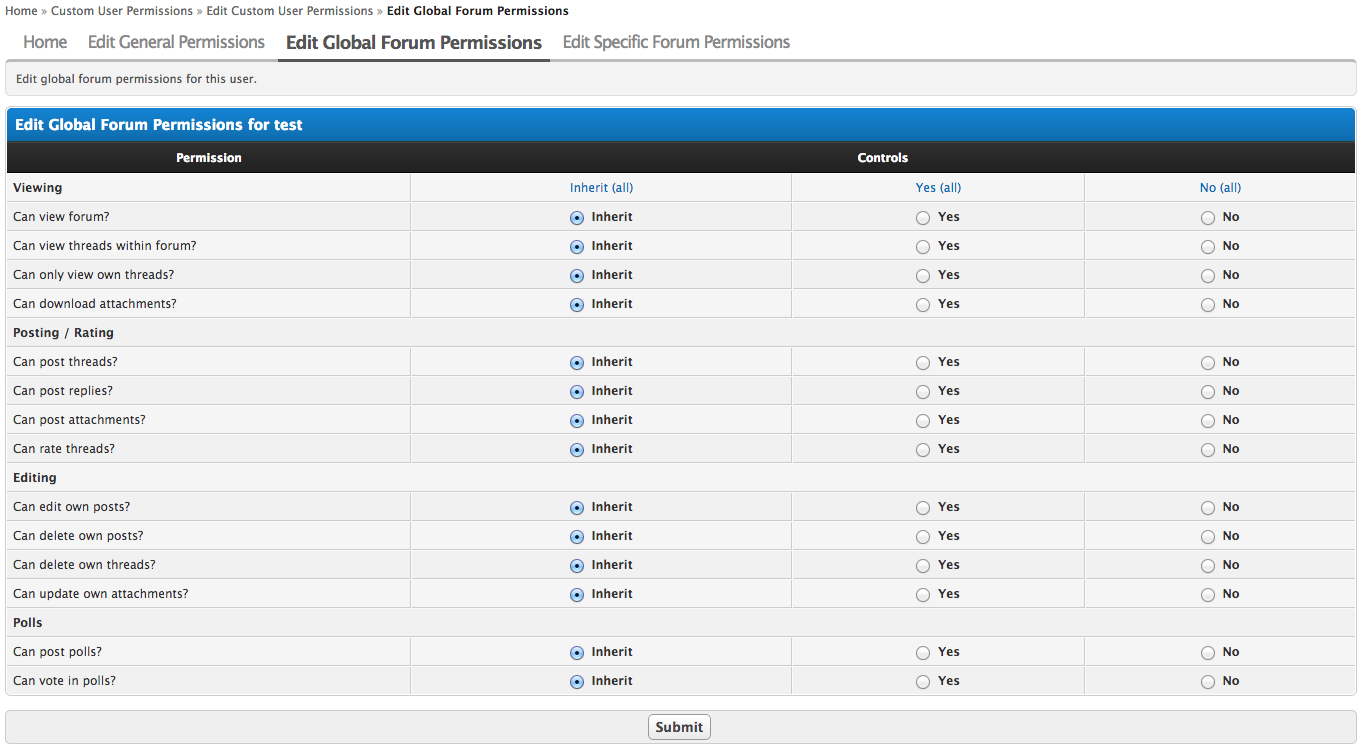 Home » Custom User Permissions » Edit Custom User Permissions » Edit Global Forum Permissions
Home Edit General Permissions Edit Global Forum Permissions Edit Specific Forum Permissions
Edit global forum permissions for this user.
Edit Global Forum Permissions for test
Permission Controls
Viewing Inherit (all) Yes (all) No (all)
Can view forum? Inherit Yes No
Can view threads within forum? Inherit Yes No
Can only view own threads? Inherit Yes No
Can download attachments? Inherit Yes No
Posting / Rating
Can post threads? Inherit Yes No
Can post replies? Inherit Yes No
Can post attachments? Inherit Yes No
Can rate threads? Inherit Yes No
Editing
Can edit own posts? Inherit Yes No
Can delete own posts? Inherit Yes No
Can delete own threads? Inherit Yes No
Can update own attachments? Inherit Yes No
Polls
Can post polls? Inherit Yes No
Can vote in polls? Inherit Yes No
Submit